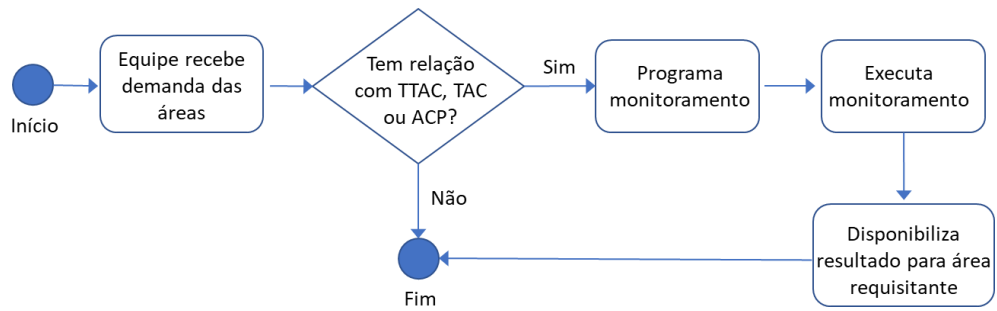 Início
Equipe recebe
demanda das
áreas
Tem relação
com TTAC, TAC
ou ACP?
Sim
Programa
monitoramento
Executa
monitoramento
Não
Disponibiliza
resultado para área
requisitante
Fim